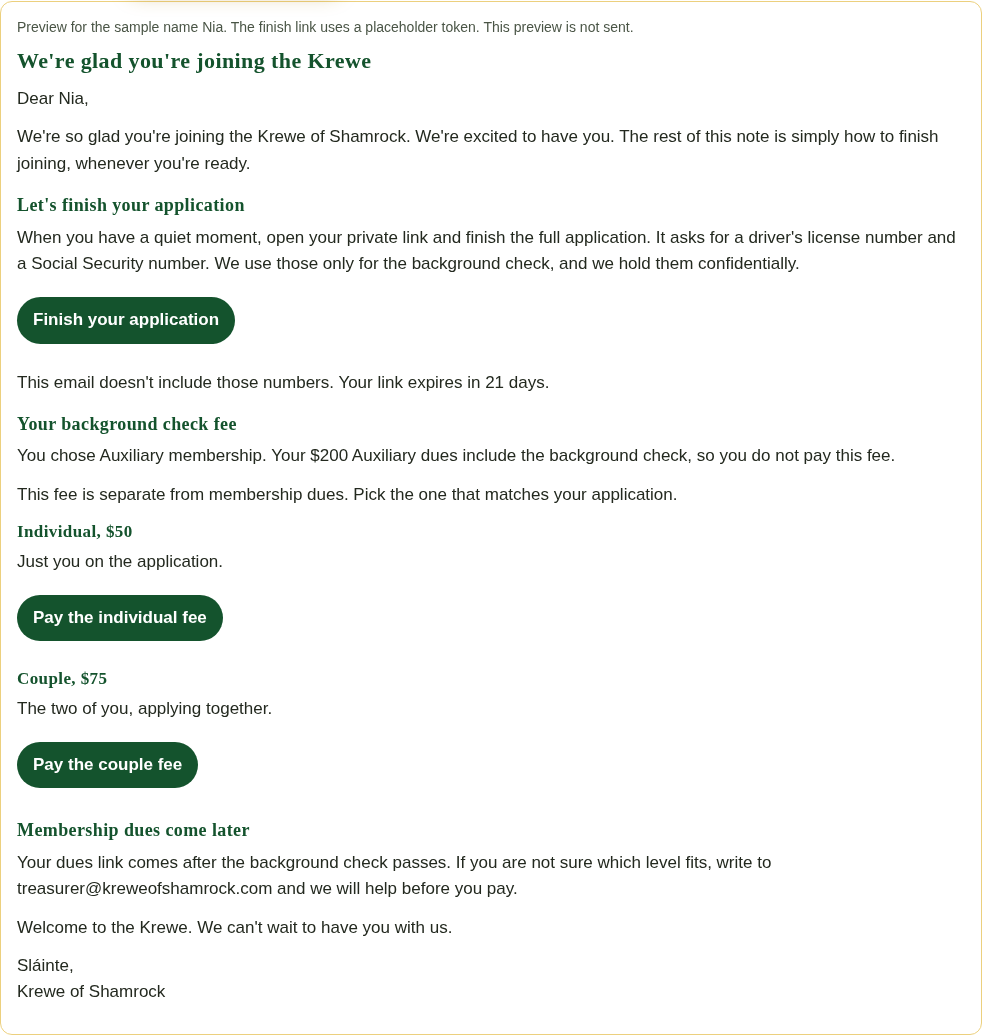 Preview for the sample name Nia. The finish link uses a placeholder token. This preview is not sent.
We're glad you're joining the Krewe
Dear Nia,
We're so glad you're joining the Krewe of Shamrock. We're excited to have you. The rest of this note is simply how to finish
joining, whenever you're ready.
Let's finish your application
When you have a quiet moment, open your private link and finish the full application. It asks for a driver's license number and
a Social Security number. We use those only for the background check, and we hold them confidentially.
Finish your application
This email doesn't include those numbers. Your link expires in 21 days.
Your background check fee
You chose Auxiliary membership. Your $200 Auxiliary dues include the background check, so you do not pay this fee.
This fee is separate from membership dues. Pick the one that matches your application.
Individual, $50
Just you on the application.
Pay the individual fee
Couple, $75
The two of you, applying together.
Pay the couple fee
Membership dues come later
Your dues link comes after the background check passes. If you are not sure which level fits, write to
treasurer@kreweofshamrock.com and we will help before you pay.
Welcome to the Krewe. We can't wait to have you with us.
Sláinte,
Krewe of Shamrock